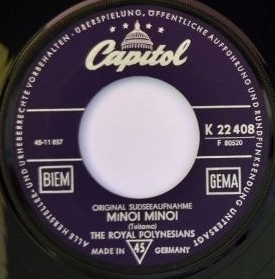 ALLE HERSTELLER- UND URHEBERRECHTE VORBEHALTEN · ÜBERSPIELUNG, ÖFFENTLICHE AUFFÜHRUNG UND RUNDFUNKSENDUNG
Capitol
45-11 857
K 22 408
F 80520
BIEM
GEMA
ORIGINAL SUDSEEAUFNAHME
MINOI MINOI
(Tuitama)
THE ROYAL POLYNESIANS
MADE IN 45 GERMANY